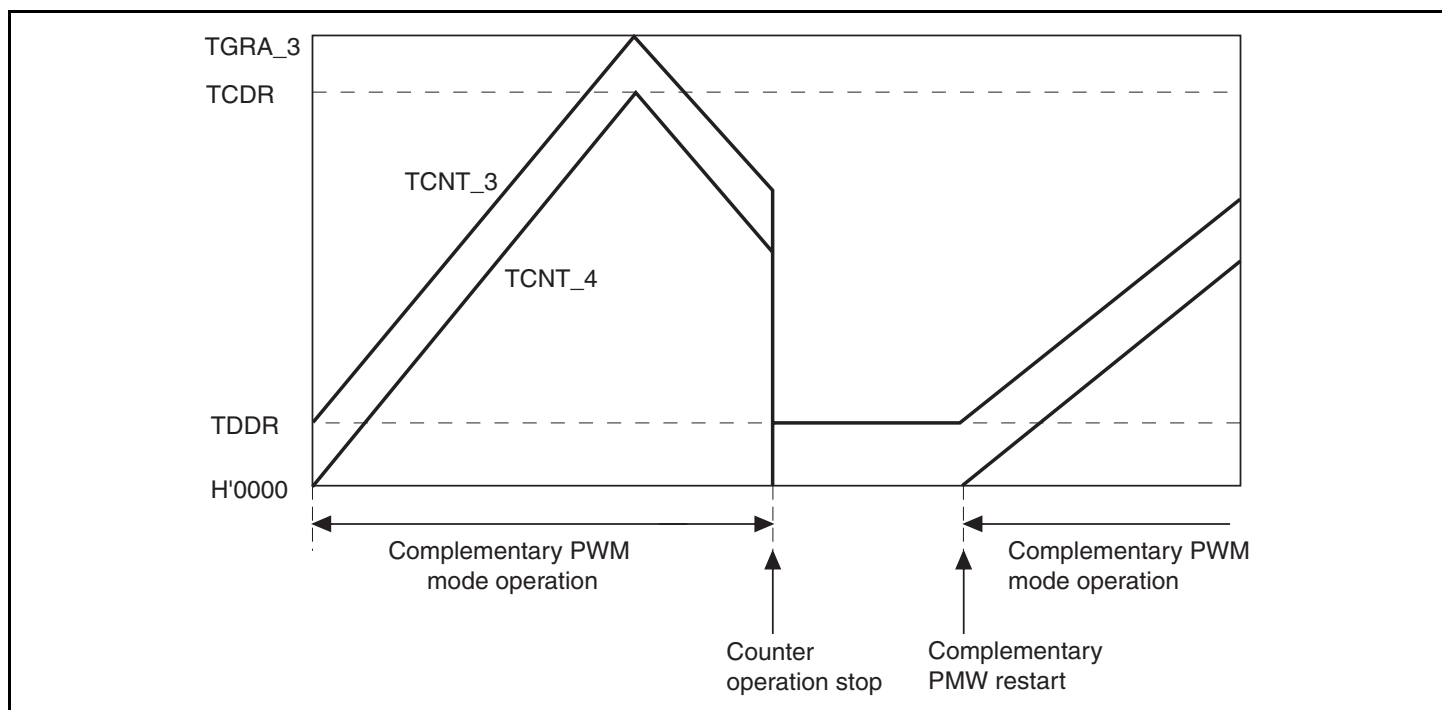 TGRA_3
TCDR
TCNT_3
TCNT_4
TDDR
H'0000
Complementary PWM
mode operation
Complementary PWM
mode operation
Counter
operation stop
Complementary
PMW restart